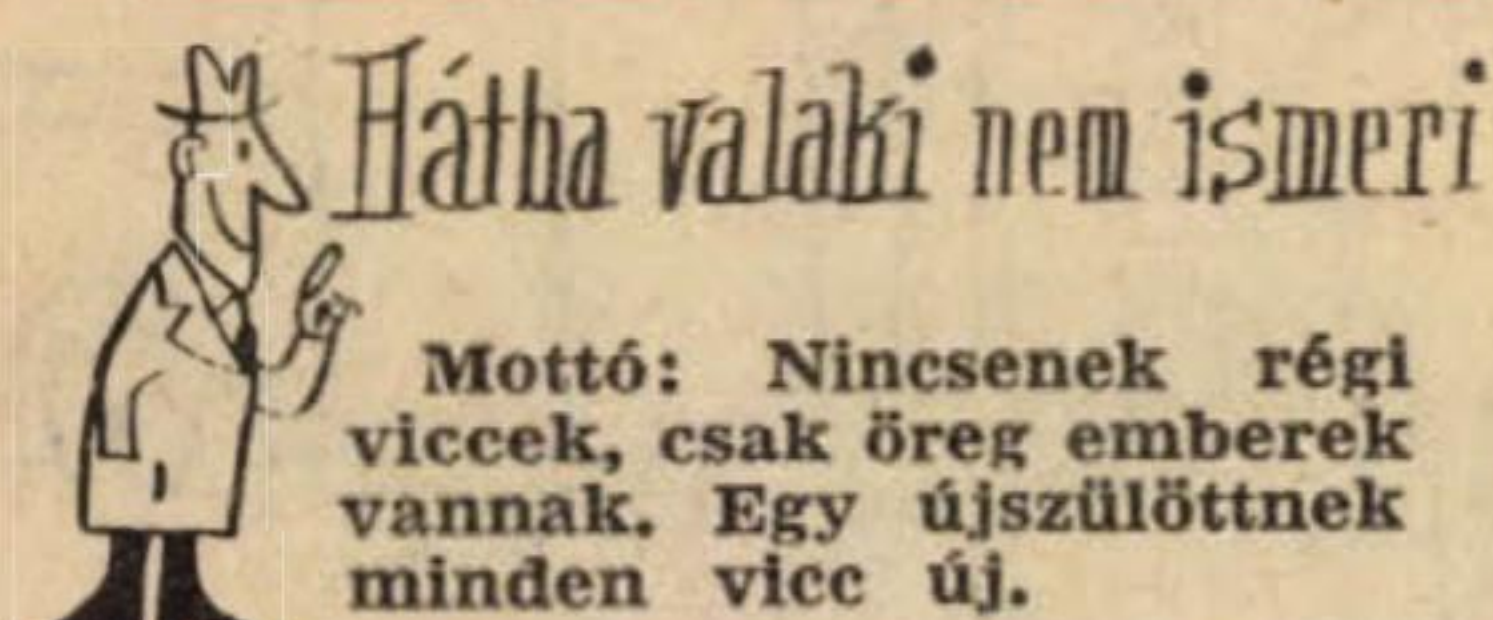 Hátha valaki nem ismeri
Mottó: Nincsenek régi
viccek, csak öreg emberek
vannak. Egy újszülöttnek
minden vicc új.